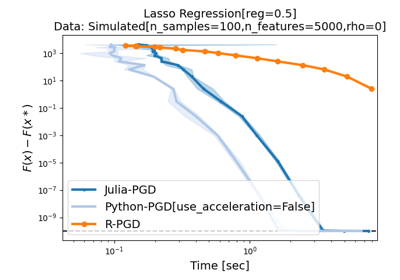 Lasso Regression[reg=0.5]
Data: Simulated[n_samples=100,n_features=5000,rho=0]
F(x) − F(x*)
10³
10¹
10⁻¹
10⁻³
10⁻⁵
10⁻⁷
10⁻⁹
Julia-PGD
Python-PGD[use_acceleration=False]
R-PGD
10⁻¹ 10⁰
Time [sec]